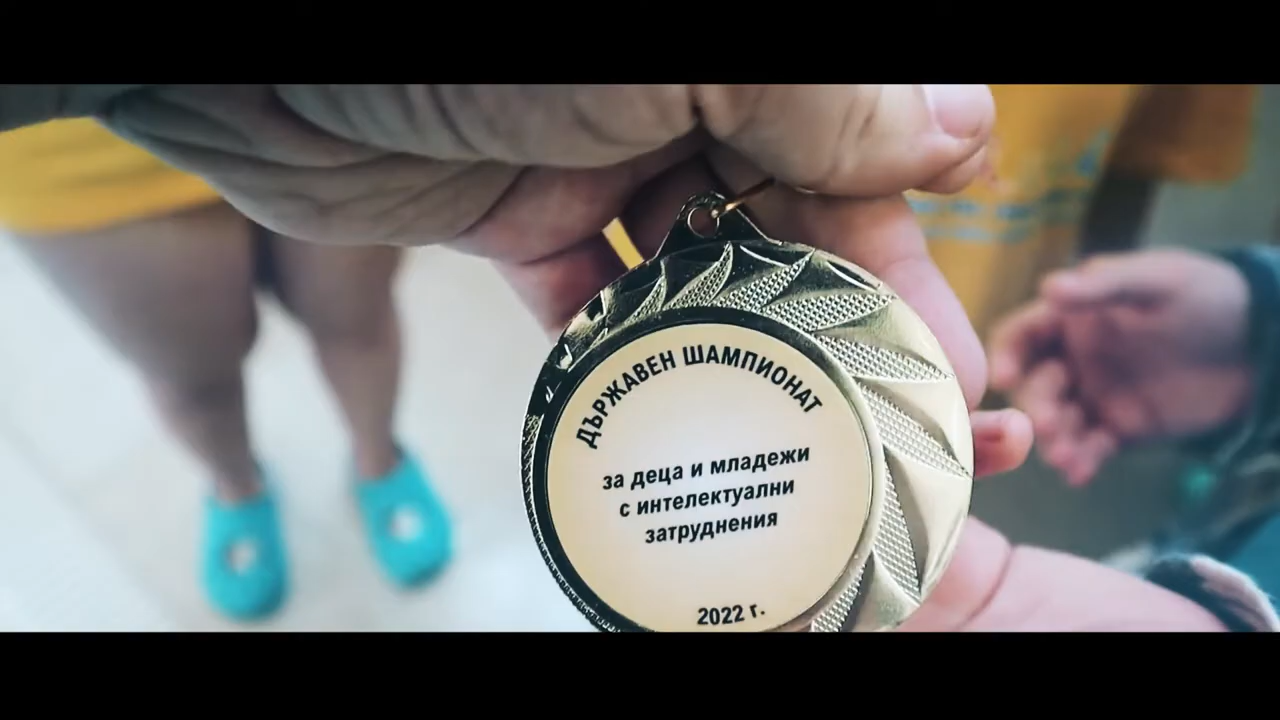 ДЪРЖАВЕН ШАМПИОНАТ
за деца и младежи
с интелектуални
затруднения
2022 г.